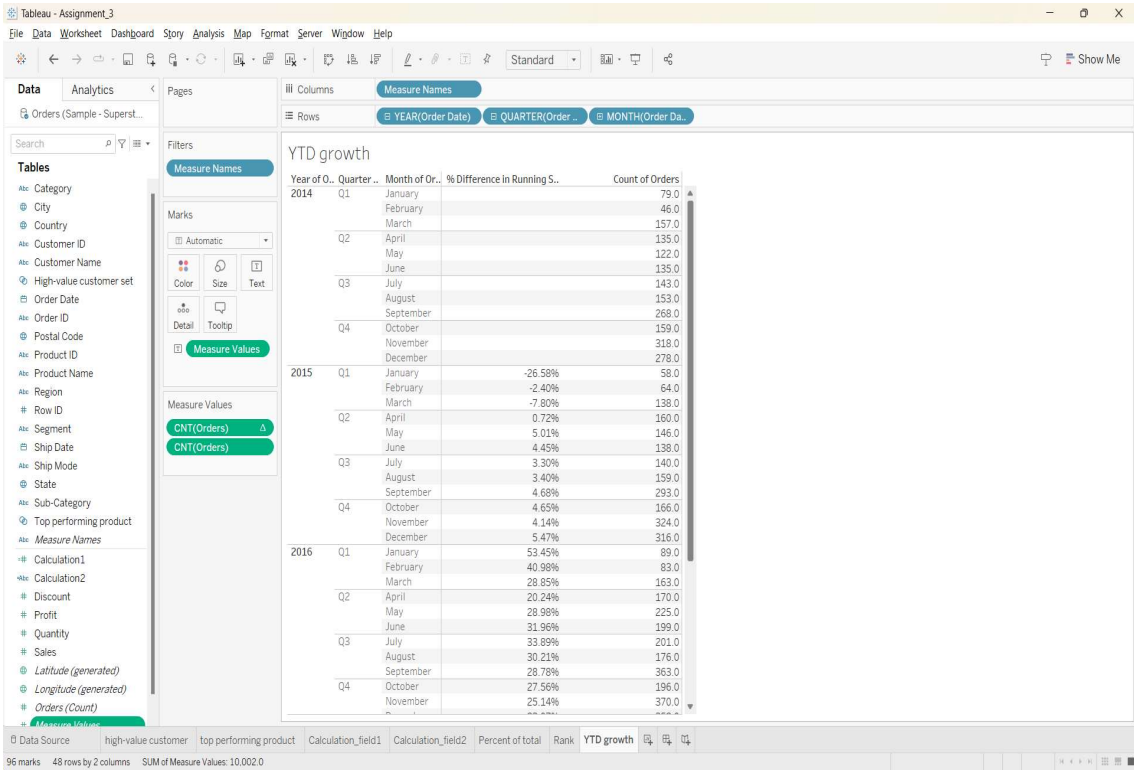 Tableau - Assignment_3
File Data Worksheet Dashboard Story Analysis Map Format Server Window Help
Standard
Show Me
Data Analytics
Orders (Sample - Superst...
Search
Tables
Abc Category
City
Country
Abc Customer ID
Abc Customer Name
High-value customer set
Order Date
Abc Order ID
Postal Code
Abc Product ID
Abc Product Name
Abc Region
# Row ID
Abc Segment
Ship Date
Abc Ship Mode
State
Abc Sub-Category
Top performing product
Abc Measure Names
=# Calculation1
=Abc Calculation2
# Discount
# Profit
# Quantity
# Sales
Latitude (generated)
Longitude (generated)
# Orders (Count)
# Measure Values
Pages
Filters
Measure Names
Marks
Automatic
Color Size Text
Detail Tooltip
Measure Values
Measure Values
CNT(Orders) Δ
CNT(Orders)
Columns Measure Names
Rows YEAR(Order Date) QUARTER(Order .. MONTH(Order Da..
YTD growth
Year of O.. Quarter .. Month of Or.. % Difference in Running S.. Count of Orders
2014 Q1 January 79.0
February 46.0
March 157.0
Q2 April 135.0
May 122.0
June 135.0
Q3 July 143.0
August 153.0
September 268.0
Q4 October 159.0
November 318.0
December 278.0
2015 Q1 January -26.58% 58.0
February -2.40% 64.0
March -7.80% 138.0
Q2 April 0.72% 160.0
May 5.01% 146.0
June 4.45% 138.0
Q3 July 3.30% 140.0
August 3.40% 159.0
September 4.68% 293.0
Q4 October 4.65% 166.0
November 4.14% 324.0
December 5.47% 316.0
2016 Q1 January 53.45% 89.0
February 40.98% 83.0
March 28.85% 163.0
Q2 April 20.24% 170.0
May 28.98% 225.0
June 31.96% 199.0
Q3 July 33.89% 201.0
August 30.21% 176.0
September 28.78% 363.0
Q4 October 27.56% 196.0
November 25.14% 370.0
Data Source high-value customer top performing product Calculation_field1 Calculation_field2 Percent of total Rank YTD growth
96 marks 48 rows by 2 columns SUM of Measure Values: 10,002.0